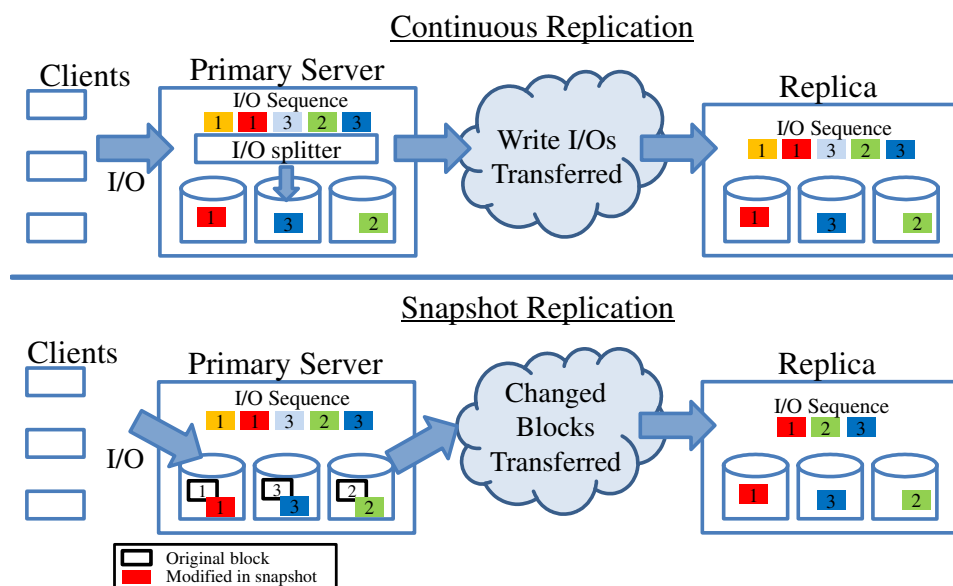 Continuous Replication
Clients
Primary Server
Replica
I/O Sequence
1 1 3 2 3
I/O splitter
I/O
1 3 2
Write I/Os
Transferred
I/O Sequence
1 1 3 2 3
1 3 2
Snapshot Replication
Clients
Primary Server
Replica
I/O Sequence
1 1 3 2 3
I/O
1 3 2
1 3 2
Changed
Blocks
Transferred
I/O Sequence
1 2 3
1 3 2
Original block
Modified in snapshot